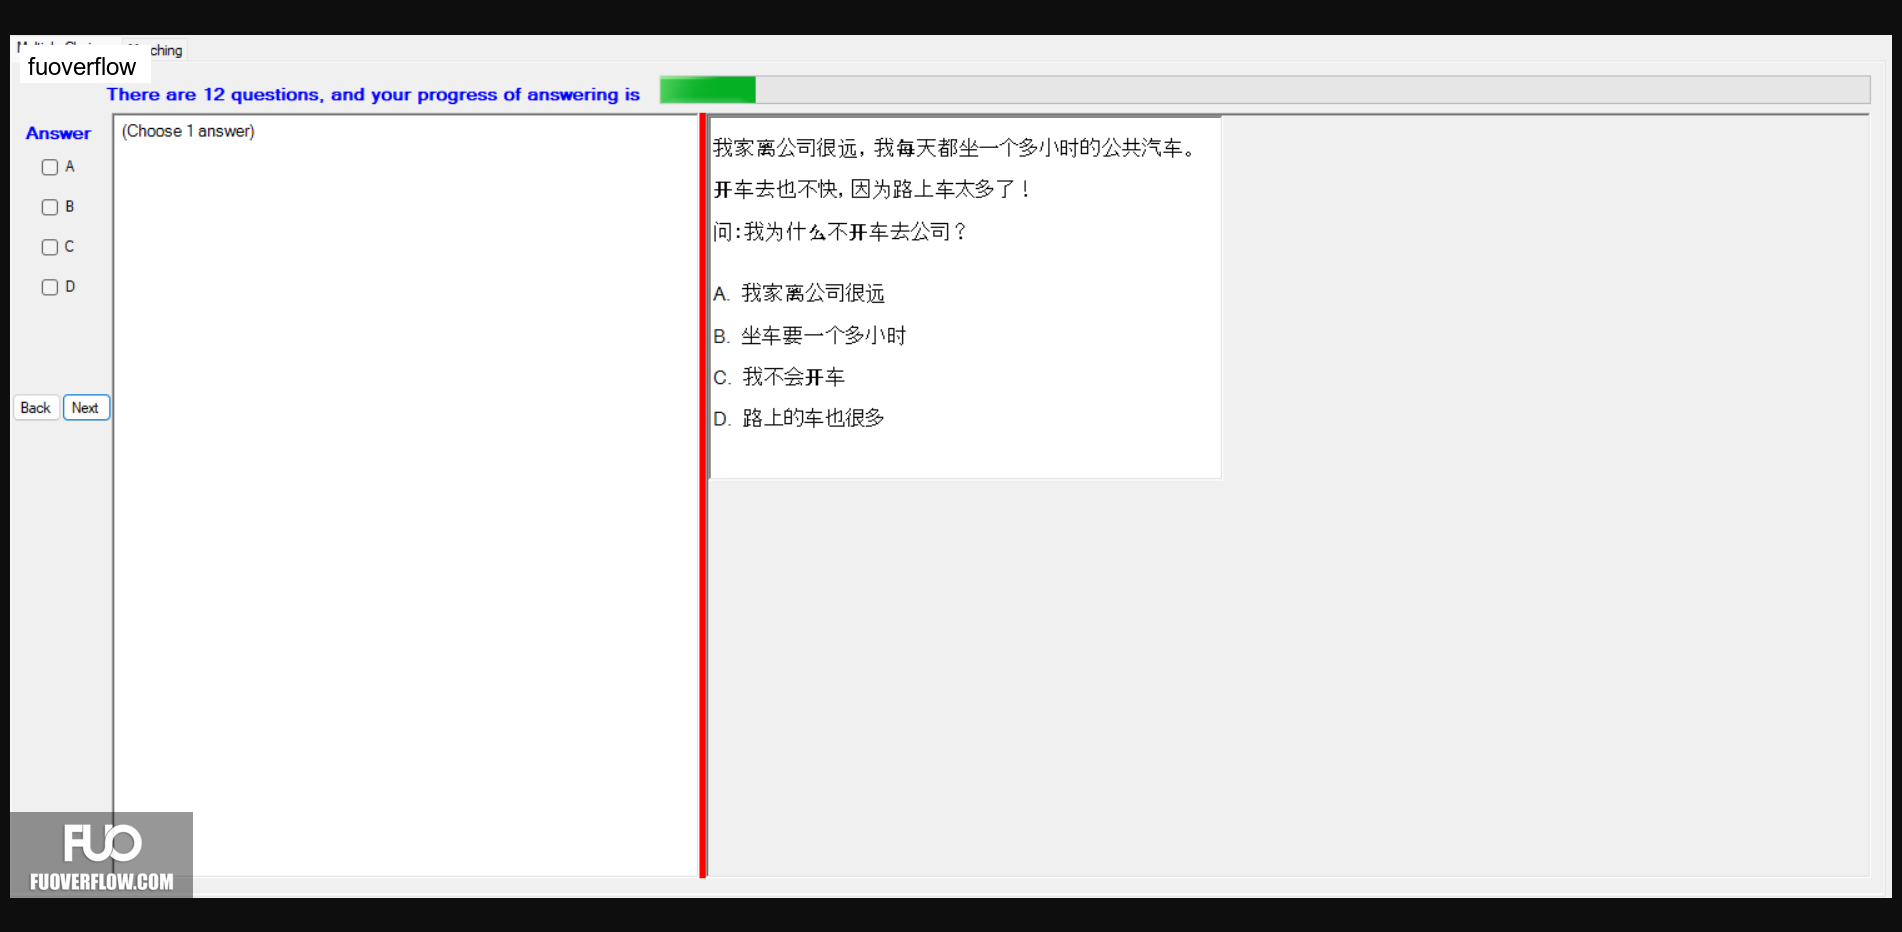 ching
fuoverflow
There are 12 questions, and your progress of answering is
Answer
(Choose 1 answer)
A
B
C
D
Back Next
我家离公司很远，我每天都坐一个多小时的公共汽车。
开车去也不快，因为路上车太多了！
问：我为什么不开车去公司？
A. 我家离公司很远
B. 坐车要一个多小时
C. 我不会开车
D. 路上的车也很多
FUO
FUOVERFLOW.COM